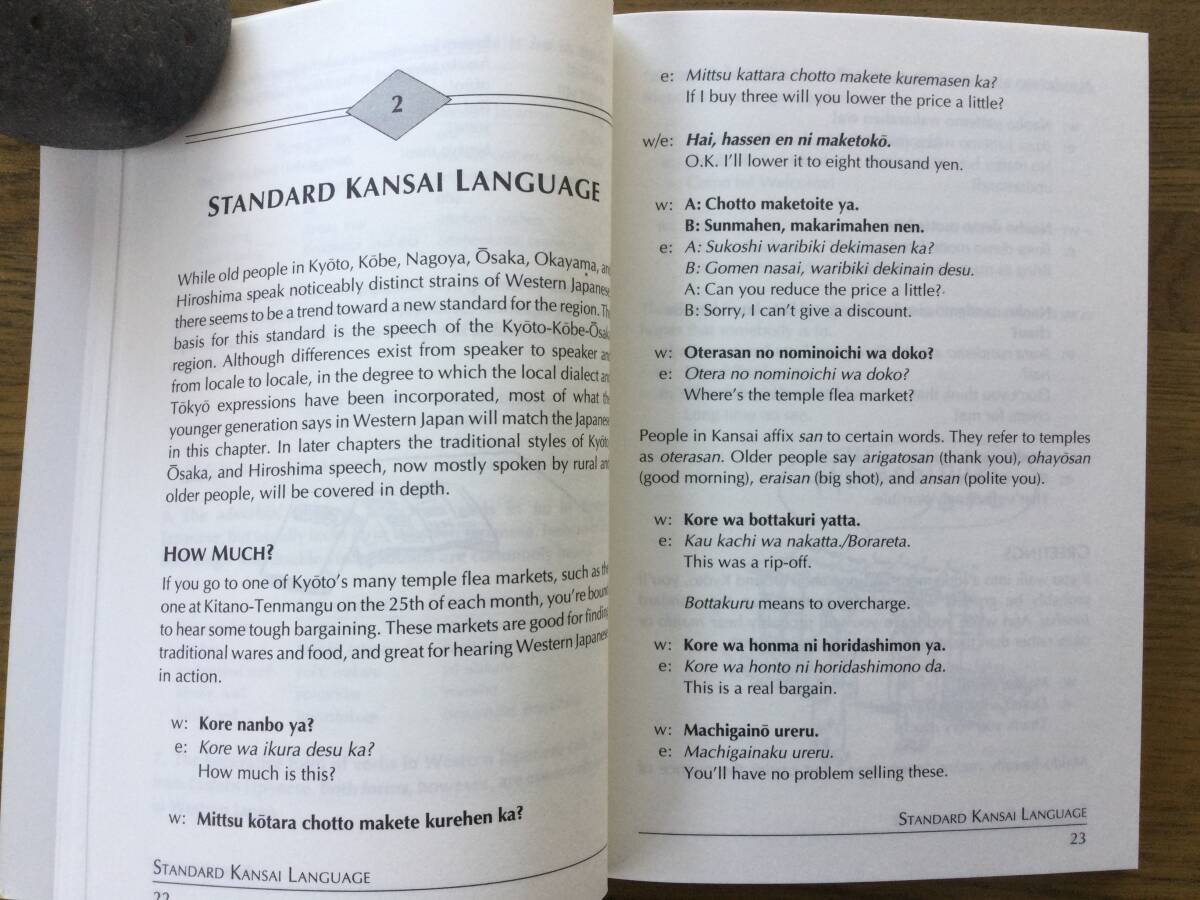 2
STANDARD KANSAI LANGUAGE
While old people in Kyōto, Kōbe, Nagoya, Ōsaka, Okayama,
Hiroshima speak noticeably distinct strains of Western Japanese
there seems to be a trend toward a new standard for the region.
basis for this standard is the speech of the Kyōto-Kōbe-Ōsaka
region. Although differences exist from speaker to speaker and
from locale to locale, in the degree to which the local dialect and
Tōkyō expressions have been incorporated, most of what the
younger generation says in Western Japan will match the Japanese
in this chapter. In later chapters the traditional styles of Kyōto
Ōsaka, and Hiroshima speech, now mostly spoken by rural and
older people, will be covered in depth.
HOW MUCH?
If you go to one of Kyōto's many temple flea markets, such as the
one at Kitano-Tenmangu on the 25th of each month, you're bound
to hear some tough bargaining. These markets are good for finding
traditional wares and food, and great for hearing Western Japanese
in action.
w: Kore nanbo ya?
e: Kore wa ikura desu ka?
How much is this?
w: Mittsu kōtara chotto makete kurehen ka?
STANDARD KANSAI LANGUAGE
22
e: Mittsu kattara chotto makete kuremasen ka?
If I buy three will you lower the price a little?
w/e: Hai, hassen en ni maketokō.
O.K. I'll lower it to eight thousand yen.
w: A: Chotto maketoite ya.
B: Sunmahen, makarimahen nen.
e: A: Sukoshi waribiki dekimasen ka?
B: Gomen nasai, waribiki dekinain desu.
A: Can you reduce the price a little?
B: Sorry, I can't give a discount.
w: Oterasan no nominoichi wa doko?
e: Otera no nominoichi wa doko?
Where's the temple flea market?
People in Kansai affix san to certain words. They refer to temples
as oterasan. Older people say arigatosan (thank you), ohayōsan
(good morning), eraisan (big shot), and ansan (polite you).
w: Kore wa bottakuri yatta.
e: Kau kachi wa nakatta./Borareta.
This was a rip-off.
Bottakuru means to overcharge.
w: Kore wa honma ni horidashimon ya.
e: Kore wa honto ni horidashimono da.
This is a real bargain.
w: Machigainō ureru.
e: Machigainaku ureru.
You'll have no problem selling these.
STANDARD KANSAI LANGUAGE
23